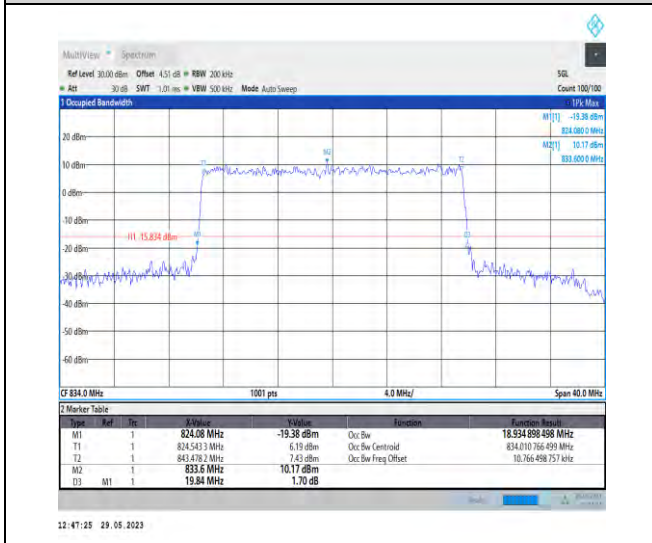 MultiView Spectrum
Ref Level 30.00 dBm Offset 4.51 dB RBW 200 kHz SGL
Att 30 dB SWT 1.01 ms VBW 500 kHz Mode Auto Sweep Count 100/100
1 Occupied Bandwidth 1Pk Max
M1[1] -19.38 dBm
824.080 0 MHz
M2[1] 10.17 dBm
833.600 0 MHz
20 dBm
M2
T1 T2
10 dBm
0 dBm
-10 dBm
H1 -15.834 dBm M1 D3
-20 dBm
-30 dBm
-40 dBm
-50 dBm
-60 dBm
CF 834.0 MHz 1001 pts 4.0 MHz/ Span 40.0 MHz
2 Marker Table
Type Ref Trc X-Value Y-Value Function Function Result
M1 1 824.08 MHz -19.38 dBm Occ Bw 18.934 898 498 MHz
T1 1 824.543 3 MHz 6.19 dBm Occ Bw Centroid 834.010 766 499 MHz
T2 1 843.478 2 MHz 7.43 dBm Occ Bw Freq Offset 10.766 498 757 kHz
M2 1 833.6 MHz 10.17 dBm
D3 M1 1 19.84 MHz 1.70 dB
12:47:25 29.05.2023